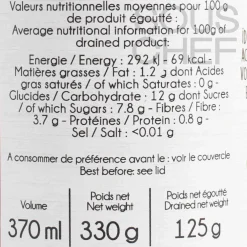 Valeurs nutritionnelles moyennes pour 100 g
de produit égoutté :
Average nutritional information for 100g of
drained product:
Energie / Energy : 292 kJ - 69 kcal -
Matières grasses / Fat : 1.2 g dont Acides
gras saturés / of which Saturates : 0 g -
Glucides / Carbohydrate : 12 g dont Sucres
/ of which Sugars : 7.8 g - Fibres / Fibre :
3.7 g - Protéines / Protein : 0.8 g -
Sel / Salt : <0.01 g
A consommer de préférence avant le : voir le couvercle
Best before: see lid
Volume
370 ml
Poids net
Net weight
330 g
Poids net égoutté
Drained net weight
125 g